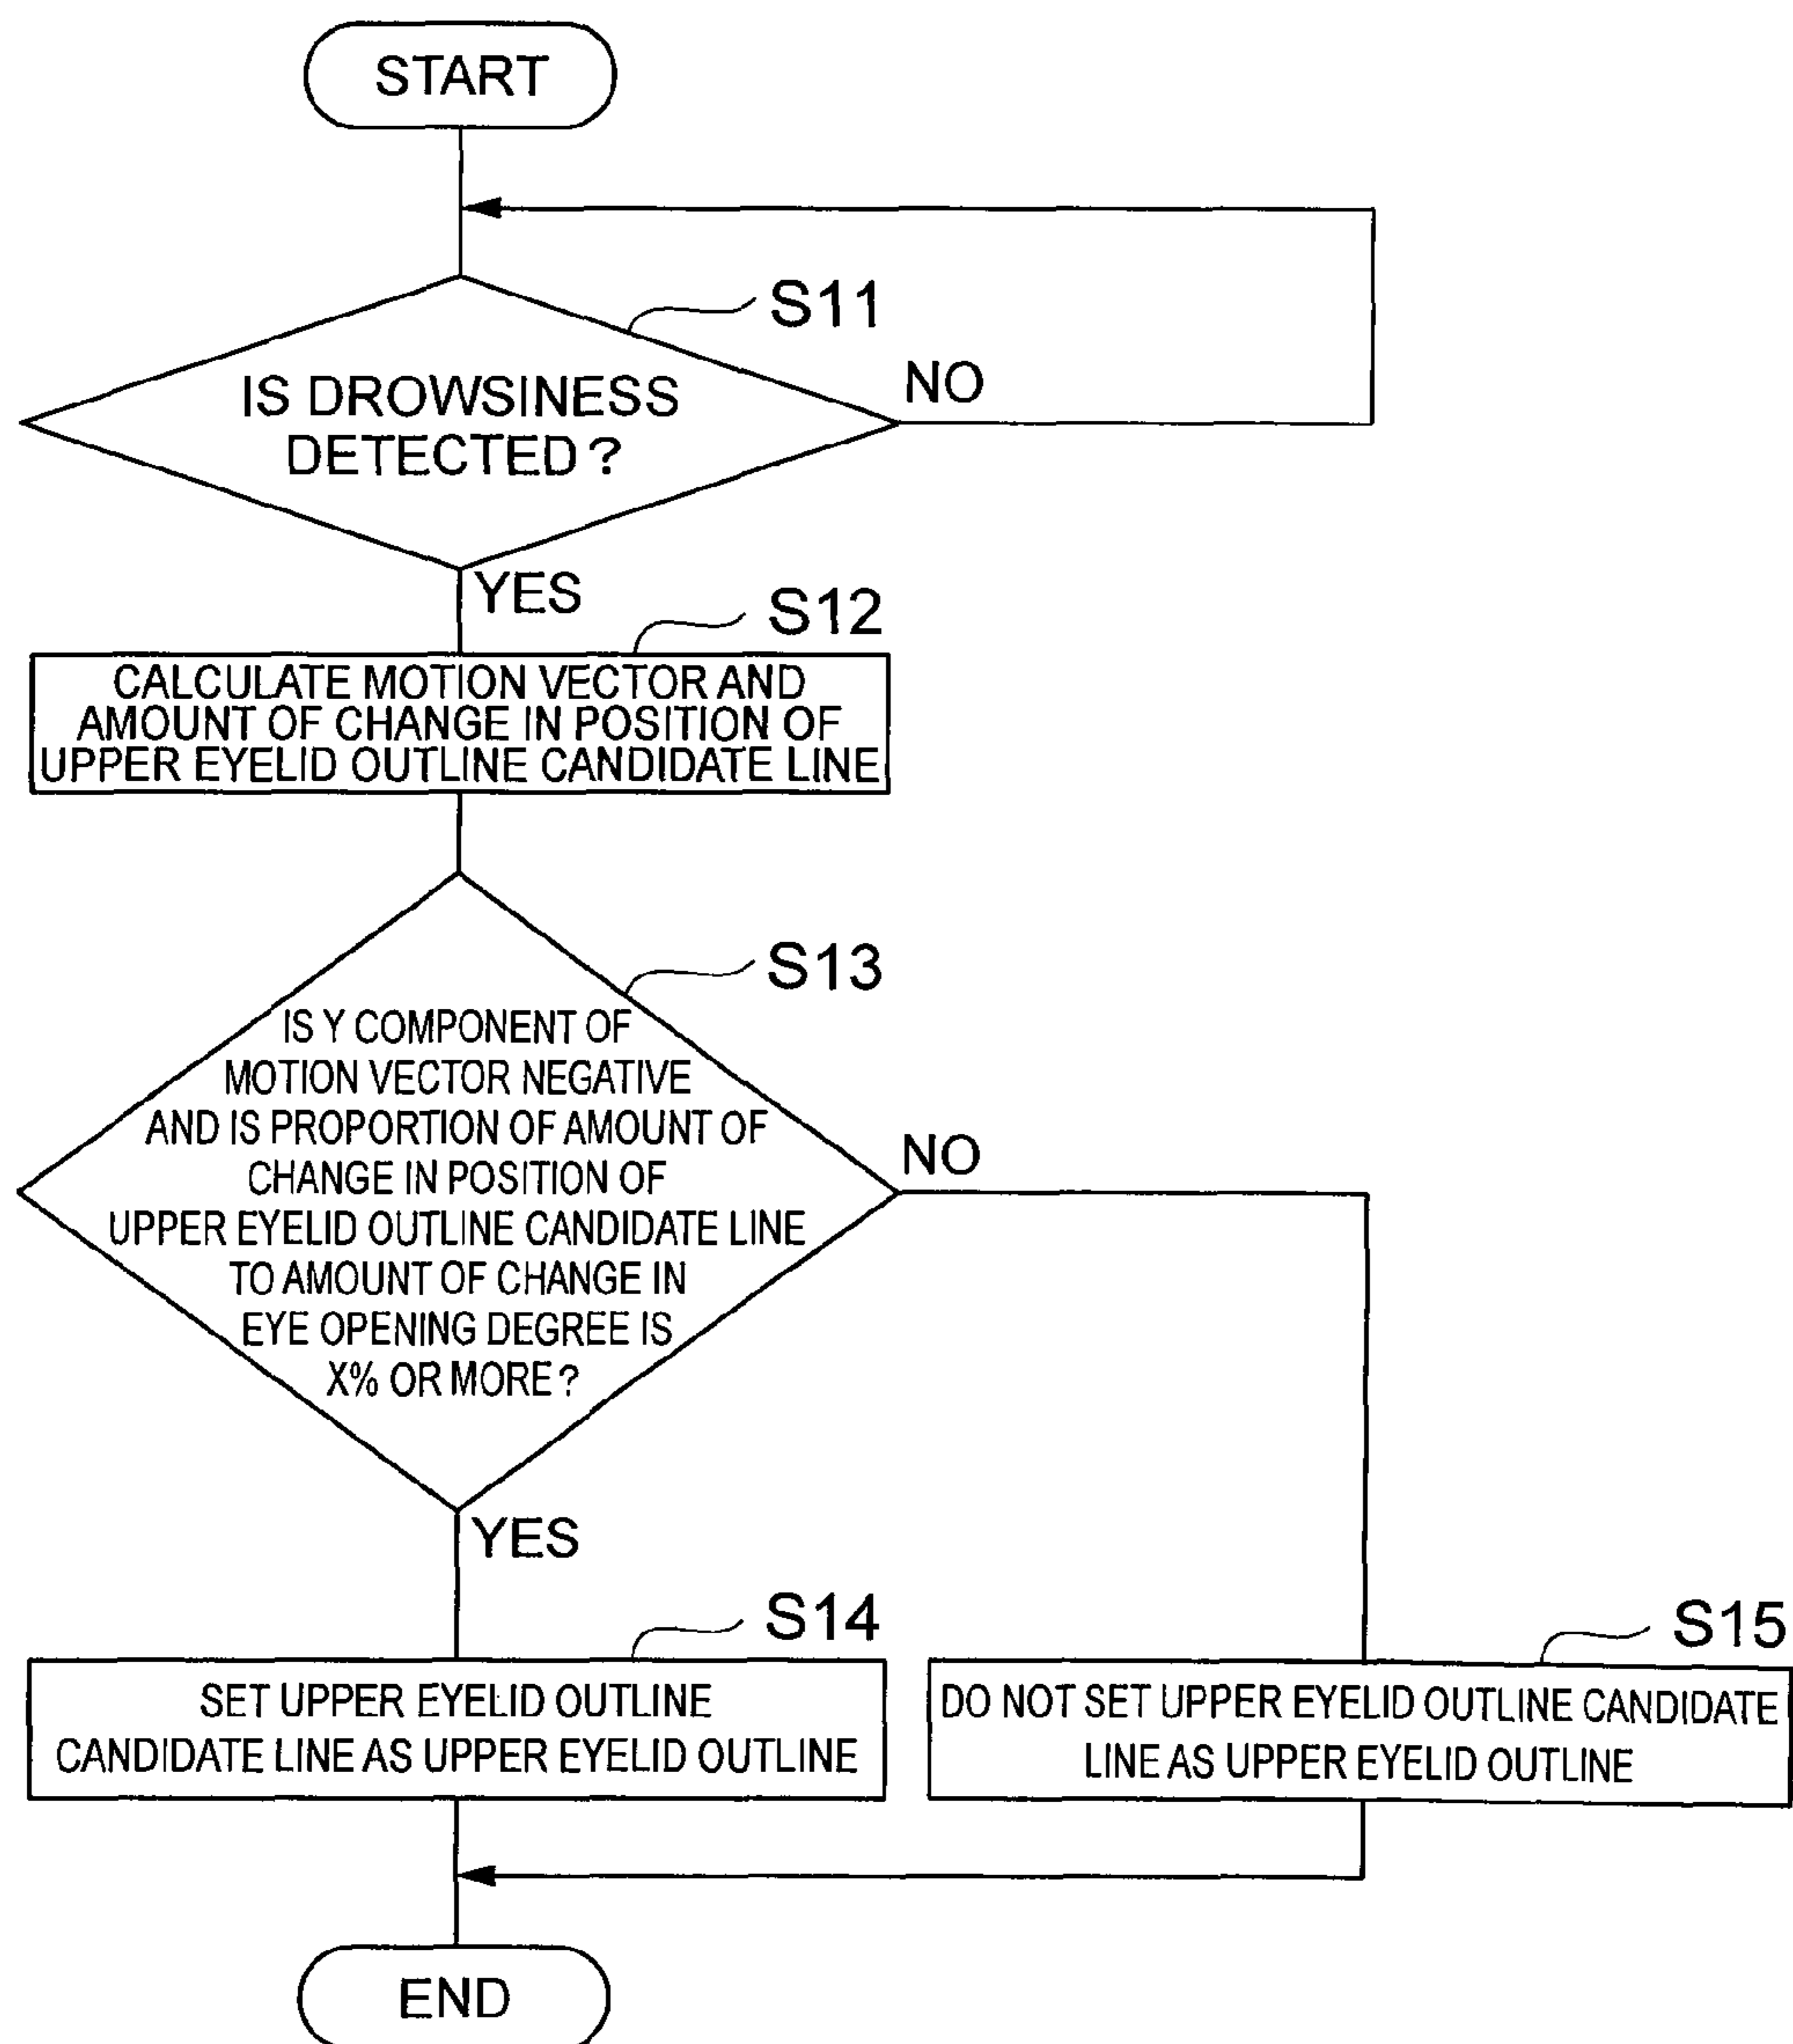 START
S11
IS DROWSINESS
DETECTED ?
NO
YES
S12
CALCULATE MOTION VECTOR AND
AMOUNT OF CHANGE IN POSITION OF
UPPER EYELID OUTLINE CANDIDATE LINE
S13
IS Y COMPONENT OF
MOTION VECTOR NEGATIVE
AND IS PROPORTION OF AMOUNT OF
CHANGE IN POSITION OF
UPPER EYELID OUTLINE CANDIDATE LINE
TO AMOUNT OF CHANGE IN
EYE OPENING DEGREE IS
X% OR MORE ?
NO
YES
S14
SET UPPER EYELID OUTLINE
CANDIDATE LINE AS UPPER EYELID OUTLINE
S15
DO NOT SET UPPER EYELID OUTLINE CANDIDATE
LINE AS UPPER EYELID OUTLINE
END